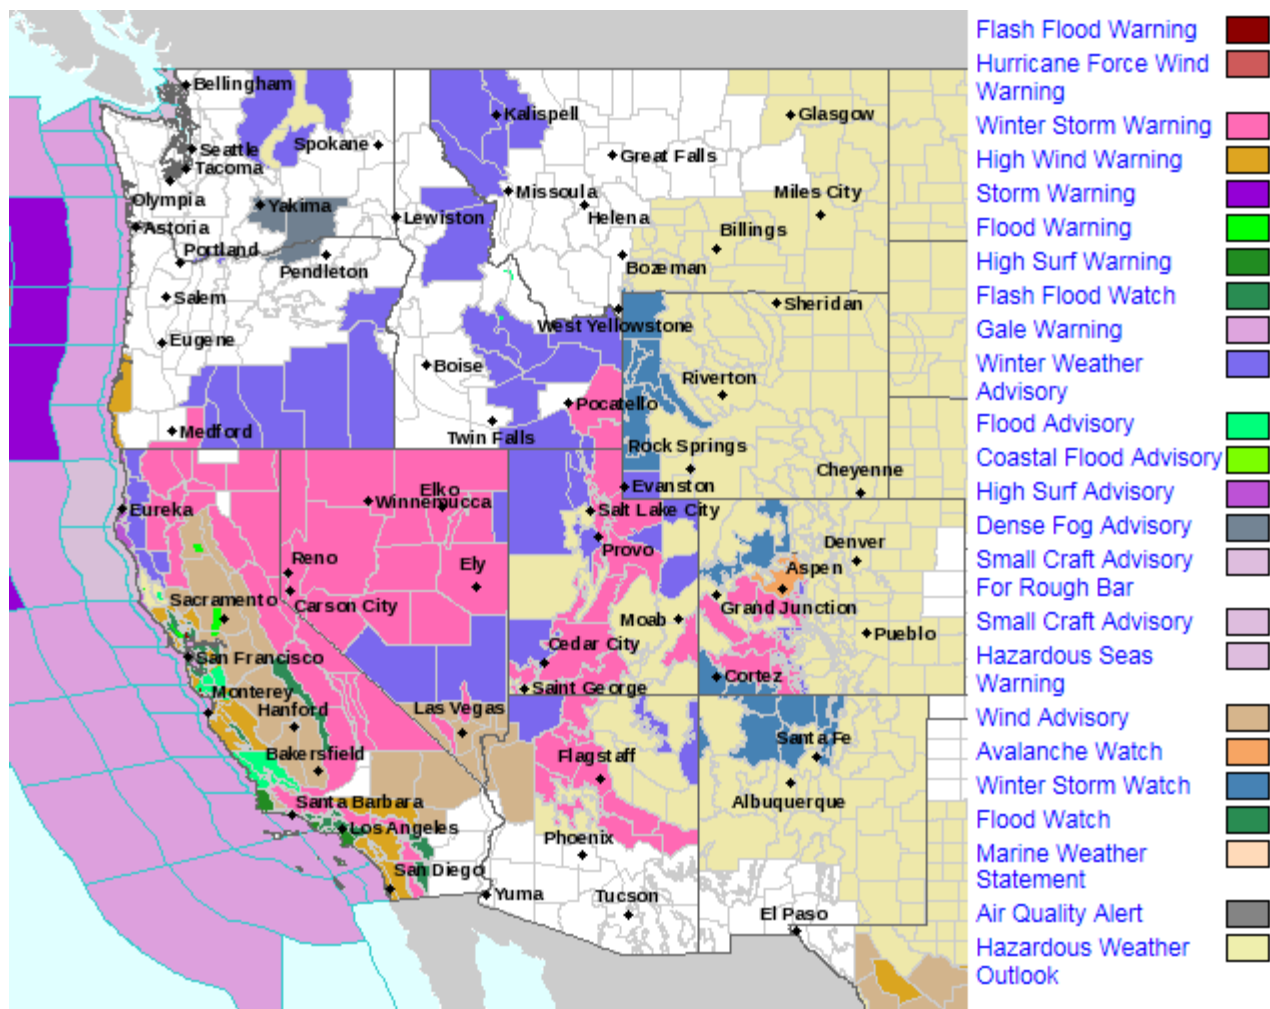 Bellingham
Kalispell
Glasgow
Spokane
Seattle
Great Falls
Tacoma
Missoula
Miles City
Olympia
Yakima
Lewiston
Helena
Astoria
Billings
Portland
Pendleton
Bozeman
Salem
Sheridan
West Yellowstone
Eugene
Boise
Riverton
Pocatello
Medford
Twin Falls
Rock Springs
Cheyenne
Evanston
Elko
Winnemucca
Eureka
Salt Lake City
Provo
Denver
Reno
Ely
Aspen
Sacramento
Carson City
Grand Junction
Moab
Pueblo
Cedar City
San Francisco
Cortez
Saint George
Monterey
Hanford
Las Vegas
Santa Fe
Bakersfield
Flagstaff
Santa Barbara
Albuquerque
Los Angeles
Phoenix
San Diego
Yuma
Tucson
El Paso
Flash Flood Warning
Hurricane Force Wind
Warning
Winter Storm Warning
High Wind Warning
Storm Warning
Flood Warning
High Surf Warning
Flash Flood Watch
Gale Warning
Winter Weather
Advisory
Flood Advisory
Coastal Flood Advisory
High Surf Advisory
Dense Fog Advisory
Small Craft Advisory
For Rough Bar
Small Craft Advisory
Hazardous Seas
Warning
Wind Advisory
Avalanche Watch
Winter Storm Watch
Flood Watch
Marine Weather
Statement
Air Quality Alert
Hazardous Weather
Outlook